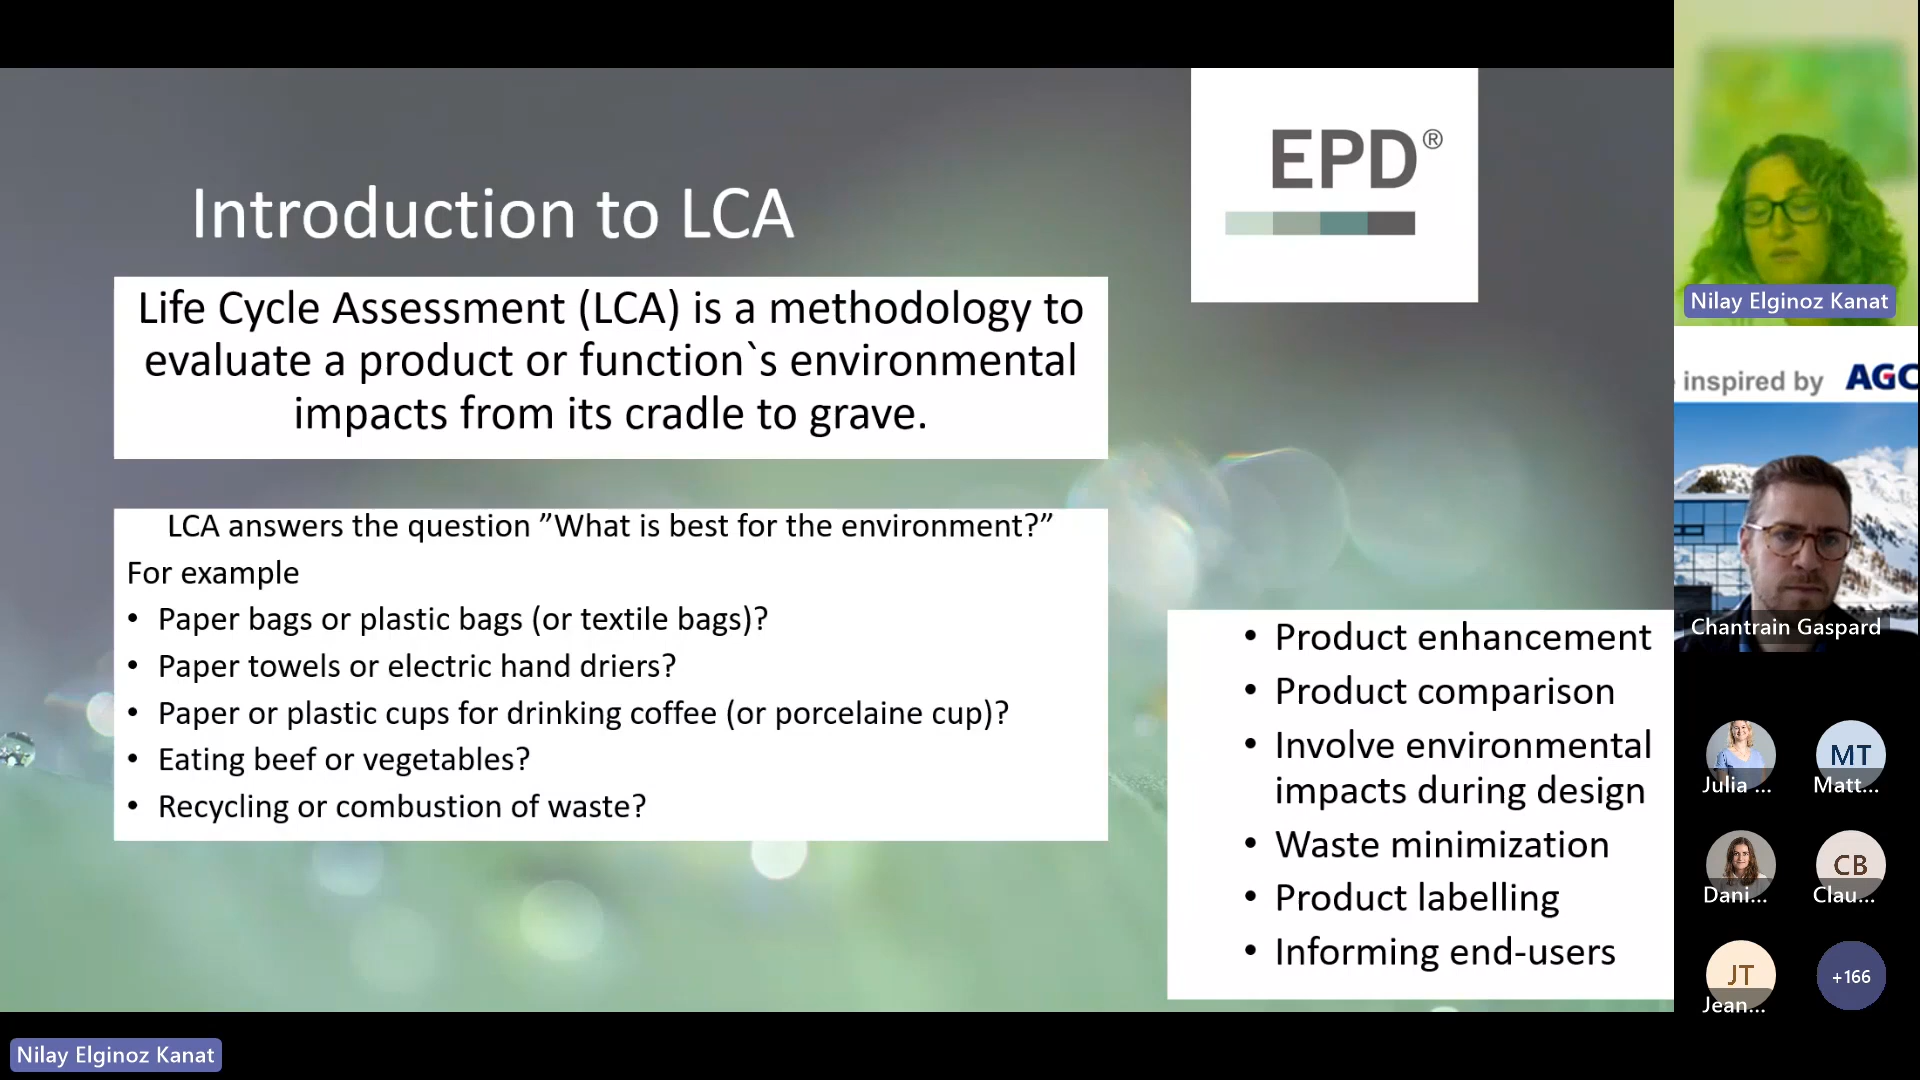 EPD®
Introduction to LCA
Life Cycle Assessment (LCA) is a methodology to
evaluate a product or function`s environmental
impacts from its cradle to grave.
LCA answers the question ”What is best for the environment?”
For example
• Paper bags or plastic bags (or textile bags)?
• Paper towels or electric hand driers?
• Paper or plastic cups for drinking coffee (or porcelaine cup)?
• Eating beef or vegetables?
• Recycling or combustion of waste?
• Product enhancement
• Product comparison
• Involve environmental
impacts during design
• Waste minimization
• Product labelling
• Informing end-users
Nilay Elginoz Kanat
inspired by AGC
Chantrain Gaspard
MT
Julia ...
Matt...
CB
Dani...
Clau...
JT
+166
Jean...
Nilay Elginoz Kanat